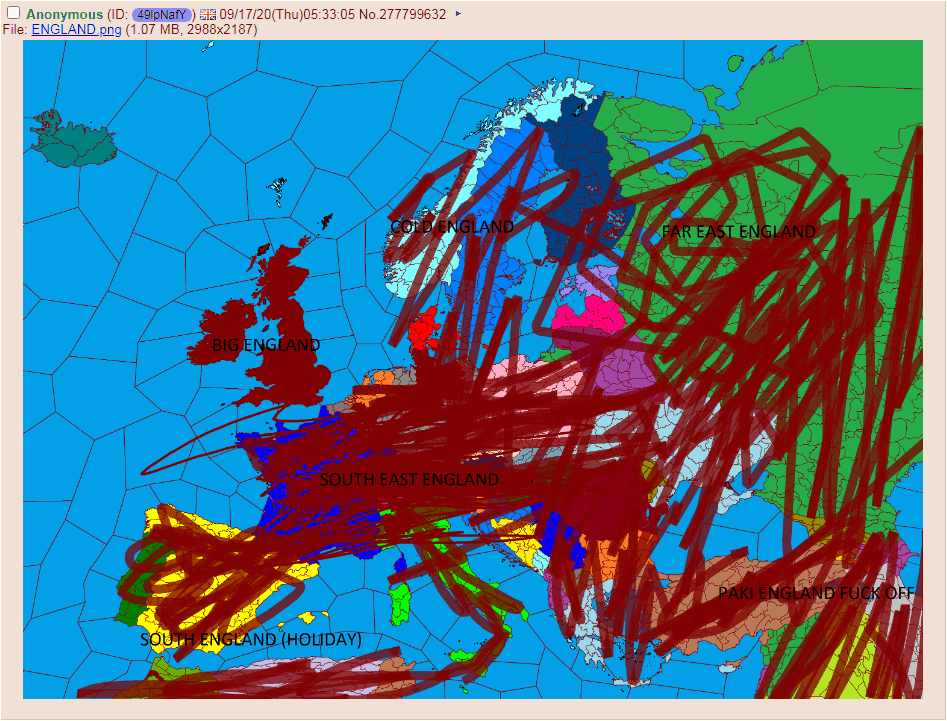 Anonymous (ID: 49lpNafY) 09/17/20(Thu)05:33:05 No.277799632
File: ENGLAND.png (1.07 MB, 2988x2187)
COLD ENGLAND
FAR EAST ENGLAND
BIG ENGLAND
SOUTH EAST ENGLAND
PAKI ENGLAND FUCK OFF
SOUTH ENGLAND (HOLIDAY)